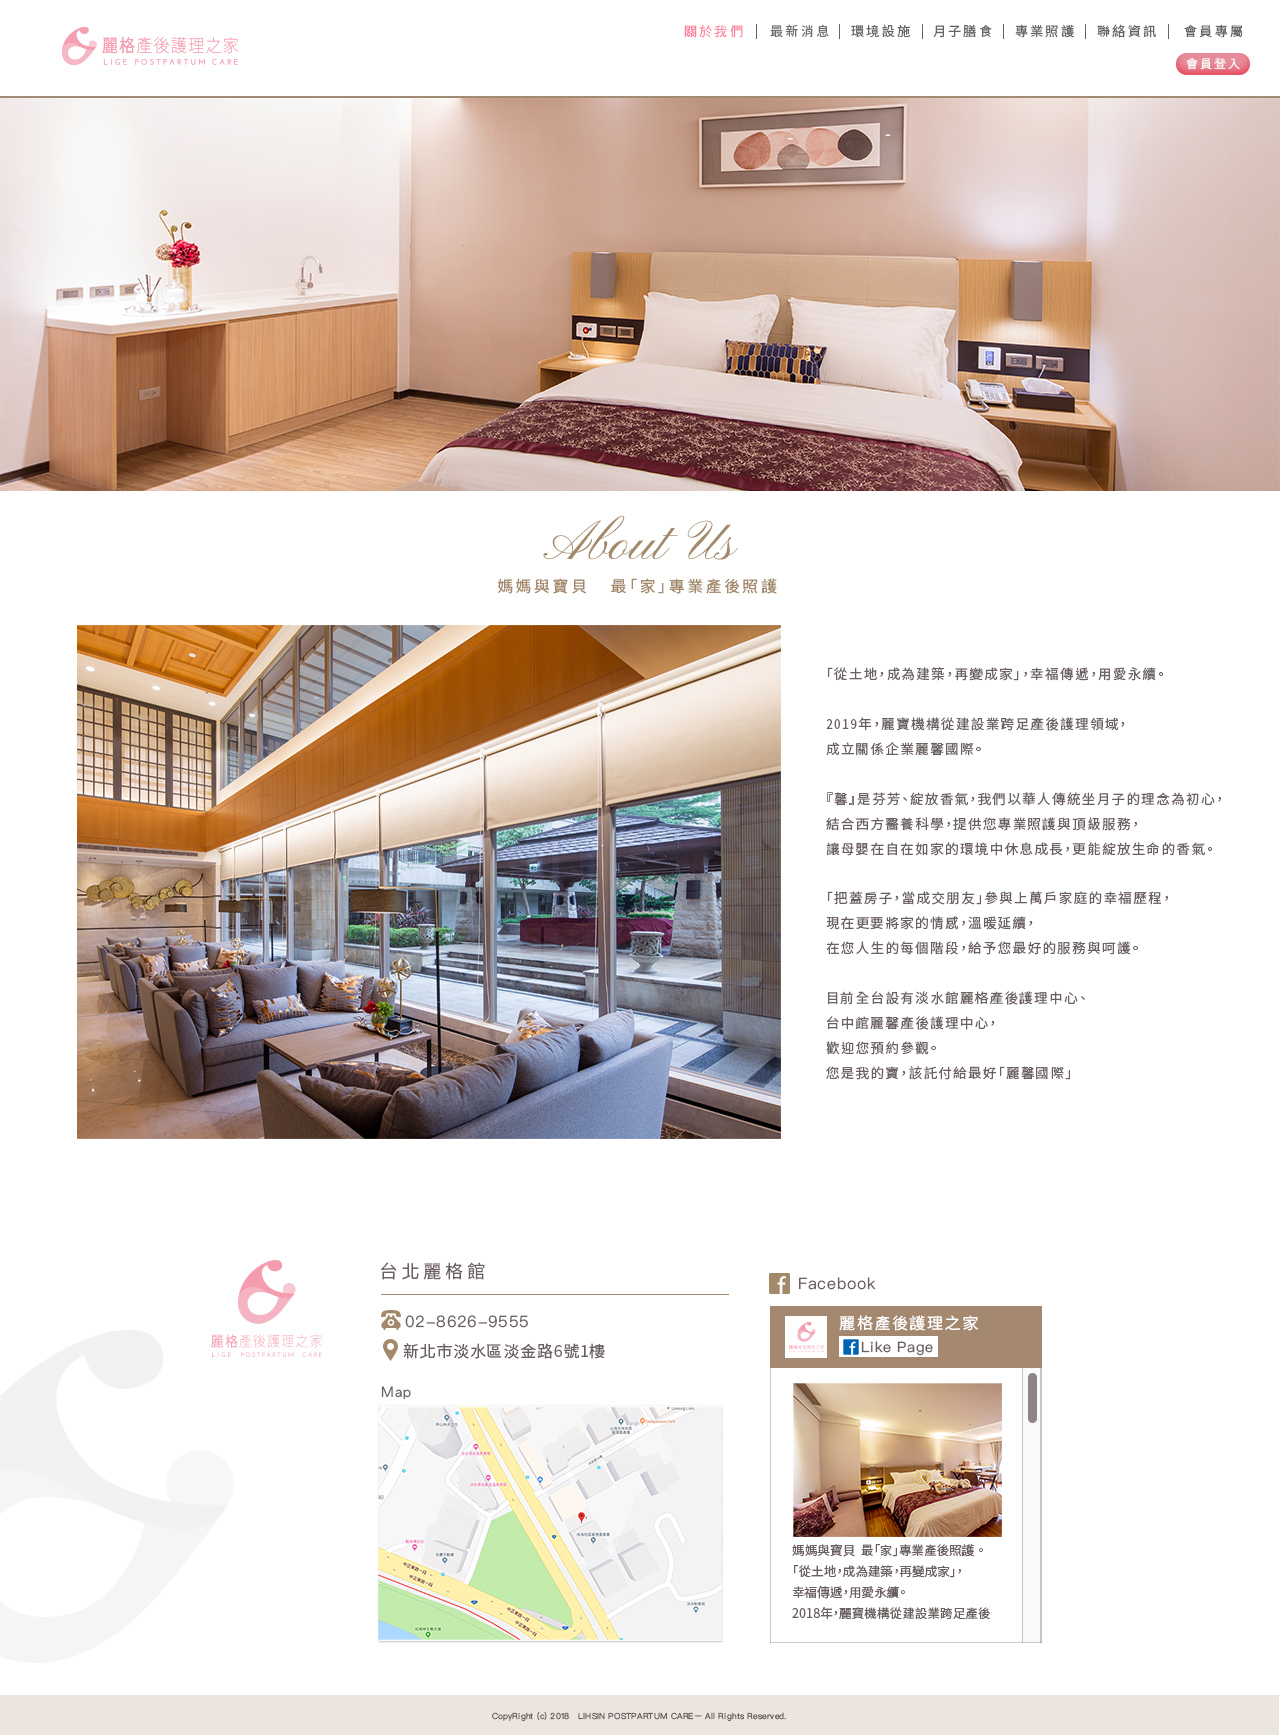 麗格產後護理之家
LIGE POSTPARTUM CARE
關於我們 | 最新消息 | 環境設施 | 月子膳食 | 專業照護 | 聯絡資訊 | 會員專屬
會員登入
About Us
媽媽與寶貝　最「家」專業產後照護
「從土地，成為建築，再變成家」，幸福傳遞，用愛永續。
2019年，麗寶機構從建設業跨足產後護理領域，
成立關係企業麗馨國際。
『馨』是芬芳、綻放香氣，我們以華人傳統坐月子的理念為初心，
結合西方醫養科學，提供您專業照護與頂級服務，
讓母嬰在自在如家的環境中休息成長，更能綻放生命的香氣。
「把蓋房子，當成交朋友」參與上萬戶家庭的幸福歷程，
現在更要將家的情感，溫暖延續，
在您人生的每個階段，給予您最好的服務與呵護。
目前全台設有淡水館麗格產後護理中心、
台中館麗馨產後護理中心，
歡迎您預約參觀。
您是我的寶，該託付給最好「麗馨國際」
麗格產後護理之家
LIGE POSTPARTUM CARE
台北麗格館
02-8626-9555
新北市淡水區淡金路6號1樓
Map
Facebook
麗格產後護理之家
Like Page
媽媽與寶貝 最「家」專業產後照護。
「從土地，成為建築，再變成家」，
幸福傳遞，用愛永續。
2018年，麗寶機構從建設業跨足產後
CopyRight (c) 2018 LIHSIN POSTPARTUM CARE－ All Rights Reserved.